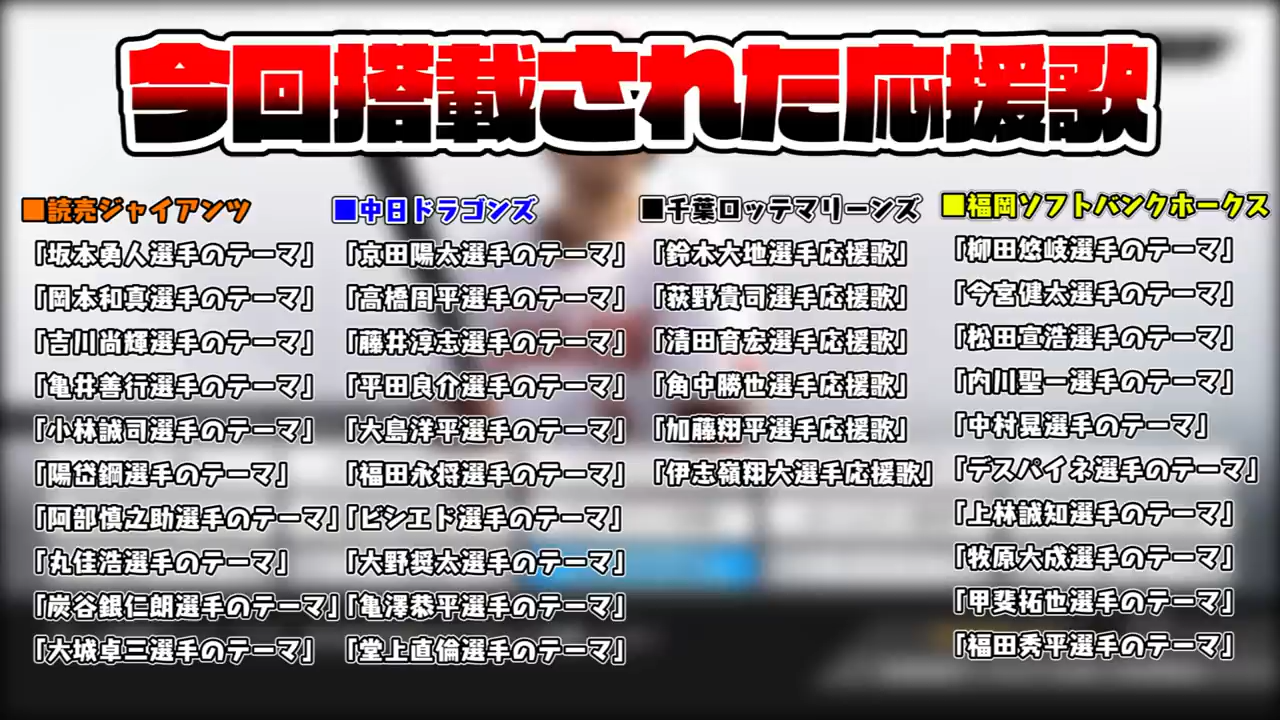 今回搭載された応援歌
■読売ジャイアンツ
「坂本勇人選手のテーマ」
「岡本和真選手のテーマ」
「吉川尚輝選手のテーマ」
「亀井善行選手のテーマ」
「小林誠司選手のテーマ」
「陽岱鋼選手のテーマ」
「阿部慎之助選手のテーマ」
「丸佳浩選手のテーマ」
「炭谷銀仁朗選手のテーマ」
「大城卓三選手のテーマ」
■中日ドラゴンズ
「京田陽太選手のテーマ」
「高橋周平選手のテーマ」
「藤井淳志選手のテーマ」
「平田良介選手のテーマ」
「大島洋平選手のテーマ」
「福田永将選手のテーマ」
「ビシエド選手のテーマ」
「大野奨太選手のテーマ」
「亀澤恭平選手のテーマ」
「堂上直倫選手のテーマ」
■千葉ロッテマリーンズ
「鈴木大地選手応援歌」
「荻野貴司選手応援歌」
「清田育宏選手応援歌」
「角中勝也選手応援歌」
「加藤翔平選手応援歌」
「伊志嶺翔大選手応援歌」
■福岡ソフトバンクホークス
「柳田悠岐選手のテーマ」
「今宮健太選手のテーマ」
「松田宣浩選手のテーマ」
「内川聖一選手のテーマ」
「中村晃選手のテーマ」
「デスパイネ選手のテーマ」
「上林誠知選手のテーマ」
「牧原大成選手のテーマ」
「甲斐拓也選手のテーマ」
「福田秀平選手のテーマ」